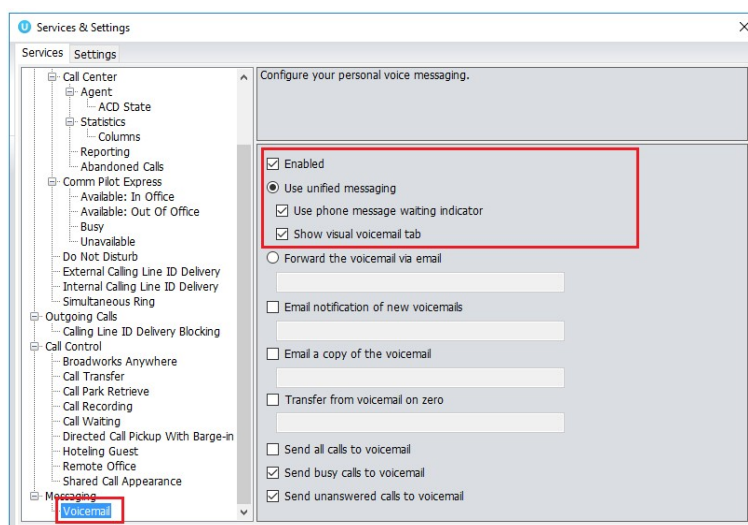 Services & Settings
Services Settings
Call Center
Agent
ACD State
Statistics
Columns
Reporting
Abandoned Calls
Comm Pilot Express
Available: In Office
Available: Out Of Office
Busy
Unavailable
Do Not Disturb
External Calling Line ID Delivery
Internal Calling Line ID Delivery
Simultaneous Ring
Outgoing Calls
Calling Line ID Delivery Blocking
Call Control
Broadworks Anywhere
Call Transfer
Call Park Retrieve
Call Recording
Call Waiting
Directed Call Pickup With Barge-in
Hoteling Guest
Remote Office
Shared Call Appearance
Messaging
Voicemail
Configure your personal voice messaging.
Enabled
Use unified messaging
Use phone message waiting indicator
Show visual voicemail tab
Forward the voicemail via email
Email notification of new voicemails
Email a copy of the voicemail
Transfer from voicemail on zero
Send all calls to voicemail
Send busy calls to voicemail
Send unanswered calls to voicemail